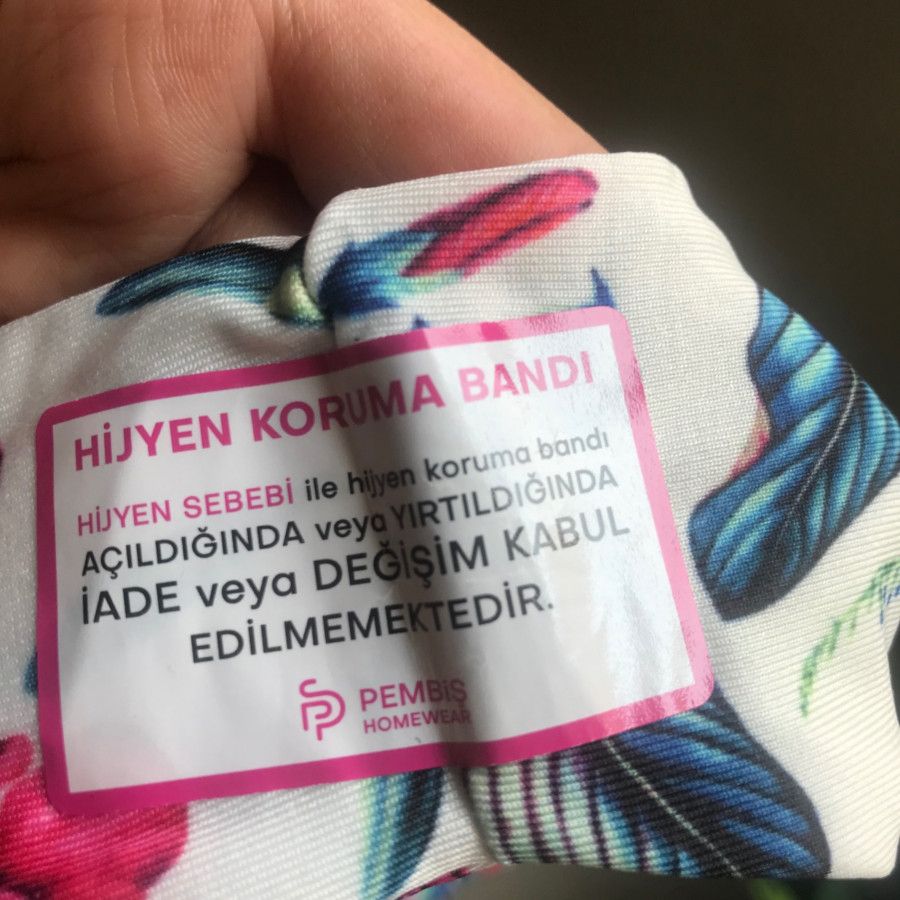 HİJYEN KORUMA BANDI
HİJYEN SEBEBİ ile hijyen koruma bandı
AÇILDIĞINDA veya YIRTILDIĞINDA
İADE veya DEĞİŞİM KABUL
EDİLMEMEKTEDİR.
PEMBİŞ
HOMEWEAR